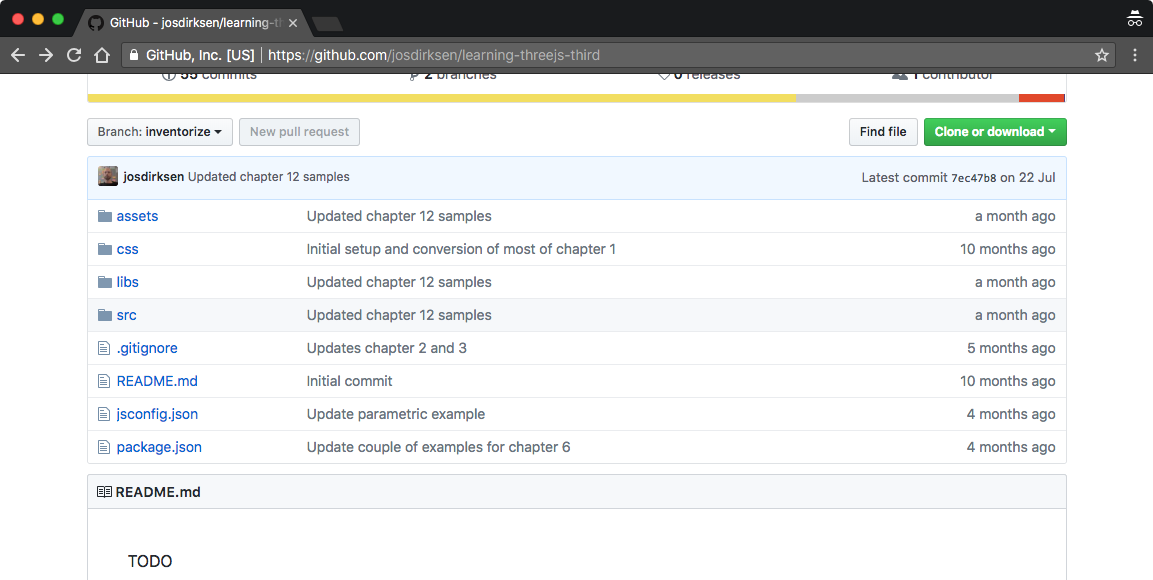 GitHub - josdirksen/learning-th
GitHub, Inc. [US] https://github.com/josdirksen/learning-threejs-third
55 commits 2 branches 0 releases 1 contributor
Branch: inventorize New pull request Find file Clone or download
josdirksen Updated chapter 12 samples Latest commit 7ec47b8 on 22 Jul
assets Updated chapter 12 samples a month ago
css Initial setup and conversion of most of chapter 1 10 months ago
libs Updated chapter 12 samples a month ago
src Updated chapter 12 samples a month ago
.gitignore Updates chapter 2 and 3 5 months ago
README.md Initial commit 10 months ago
jsconfig.json Update parametric example 4 months ago
package.json Update couple of examples for chapter 6 4 months ago
README.md
TODO